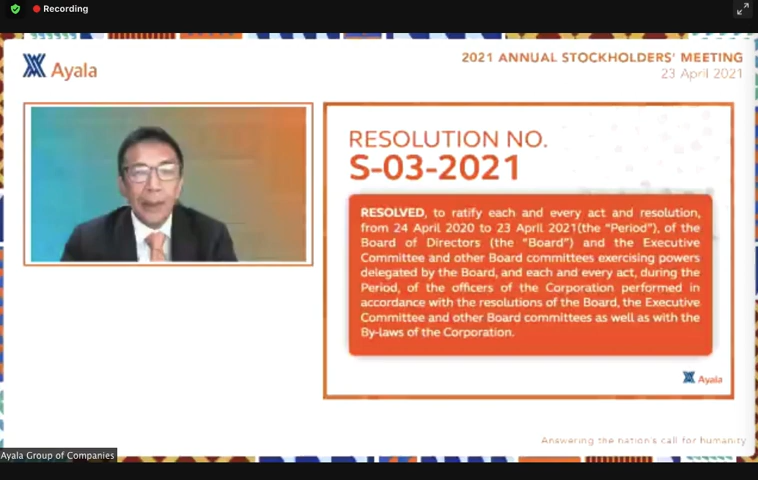 Recording
Ayala
2021 ANNUAL STOCKHOLDERS' MEETING
23 April 2021
RESOLUTION NO.
S-03-2021
RESOLVED, to ratify each and every act and resolution,
from 24 April 2020 to 23 April 2021(the "Period"), of the
Board of Directors (the "Board") and the Executive
Committee and other Board committees exercising powers
delegated by the Board, and each and every act, during the
Period, of the officers of the Corporation performed in
accordance with the resolutions of the Board, the Executive
Committee and other Board committees as well as with the
By-laws of the Corporation.
Ayala
Answering the nation's call for humanity
Ayala Group of Companies